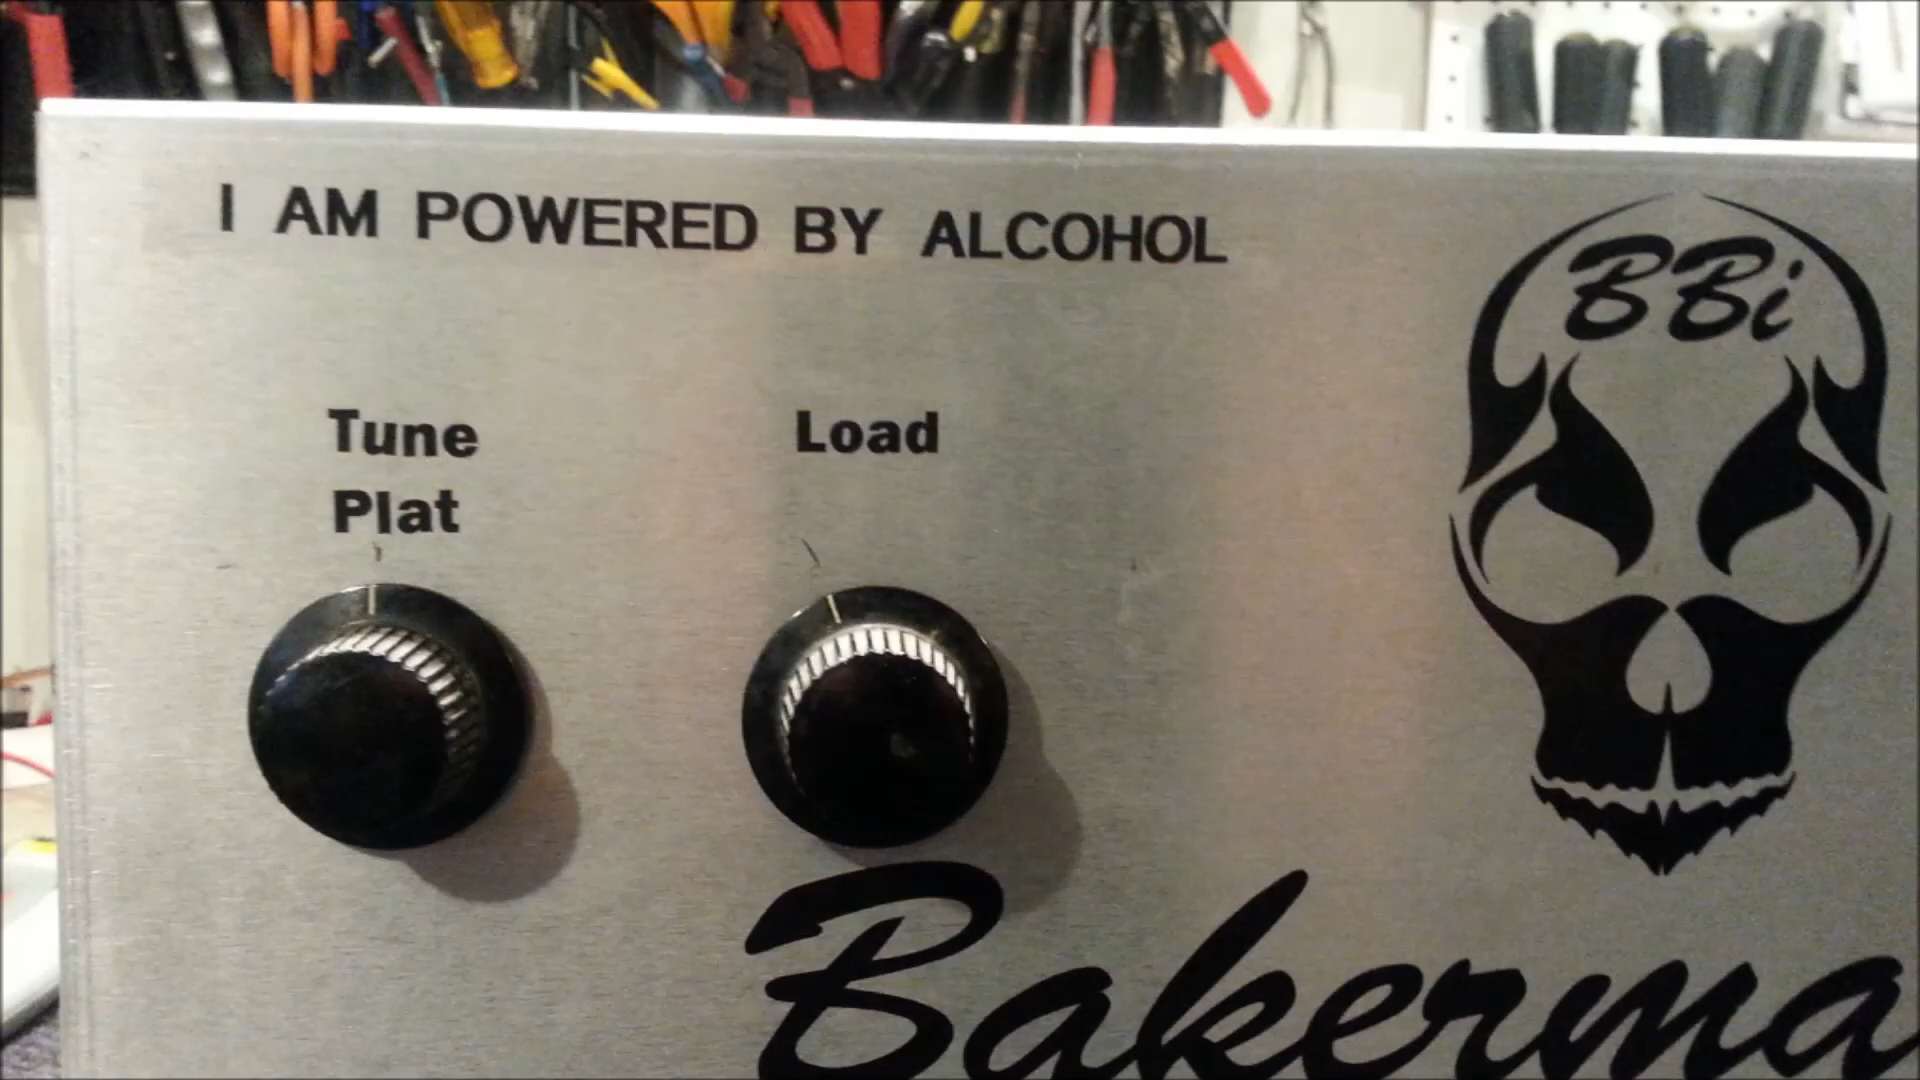 I AM POWERED BY ALCOHOL
BBi
Tune
Plat
Load
Bakerma